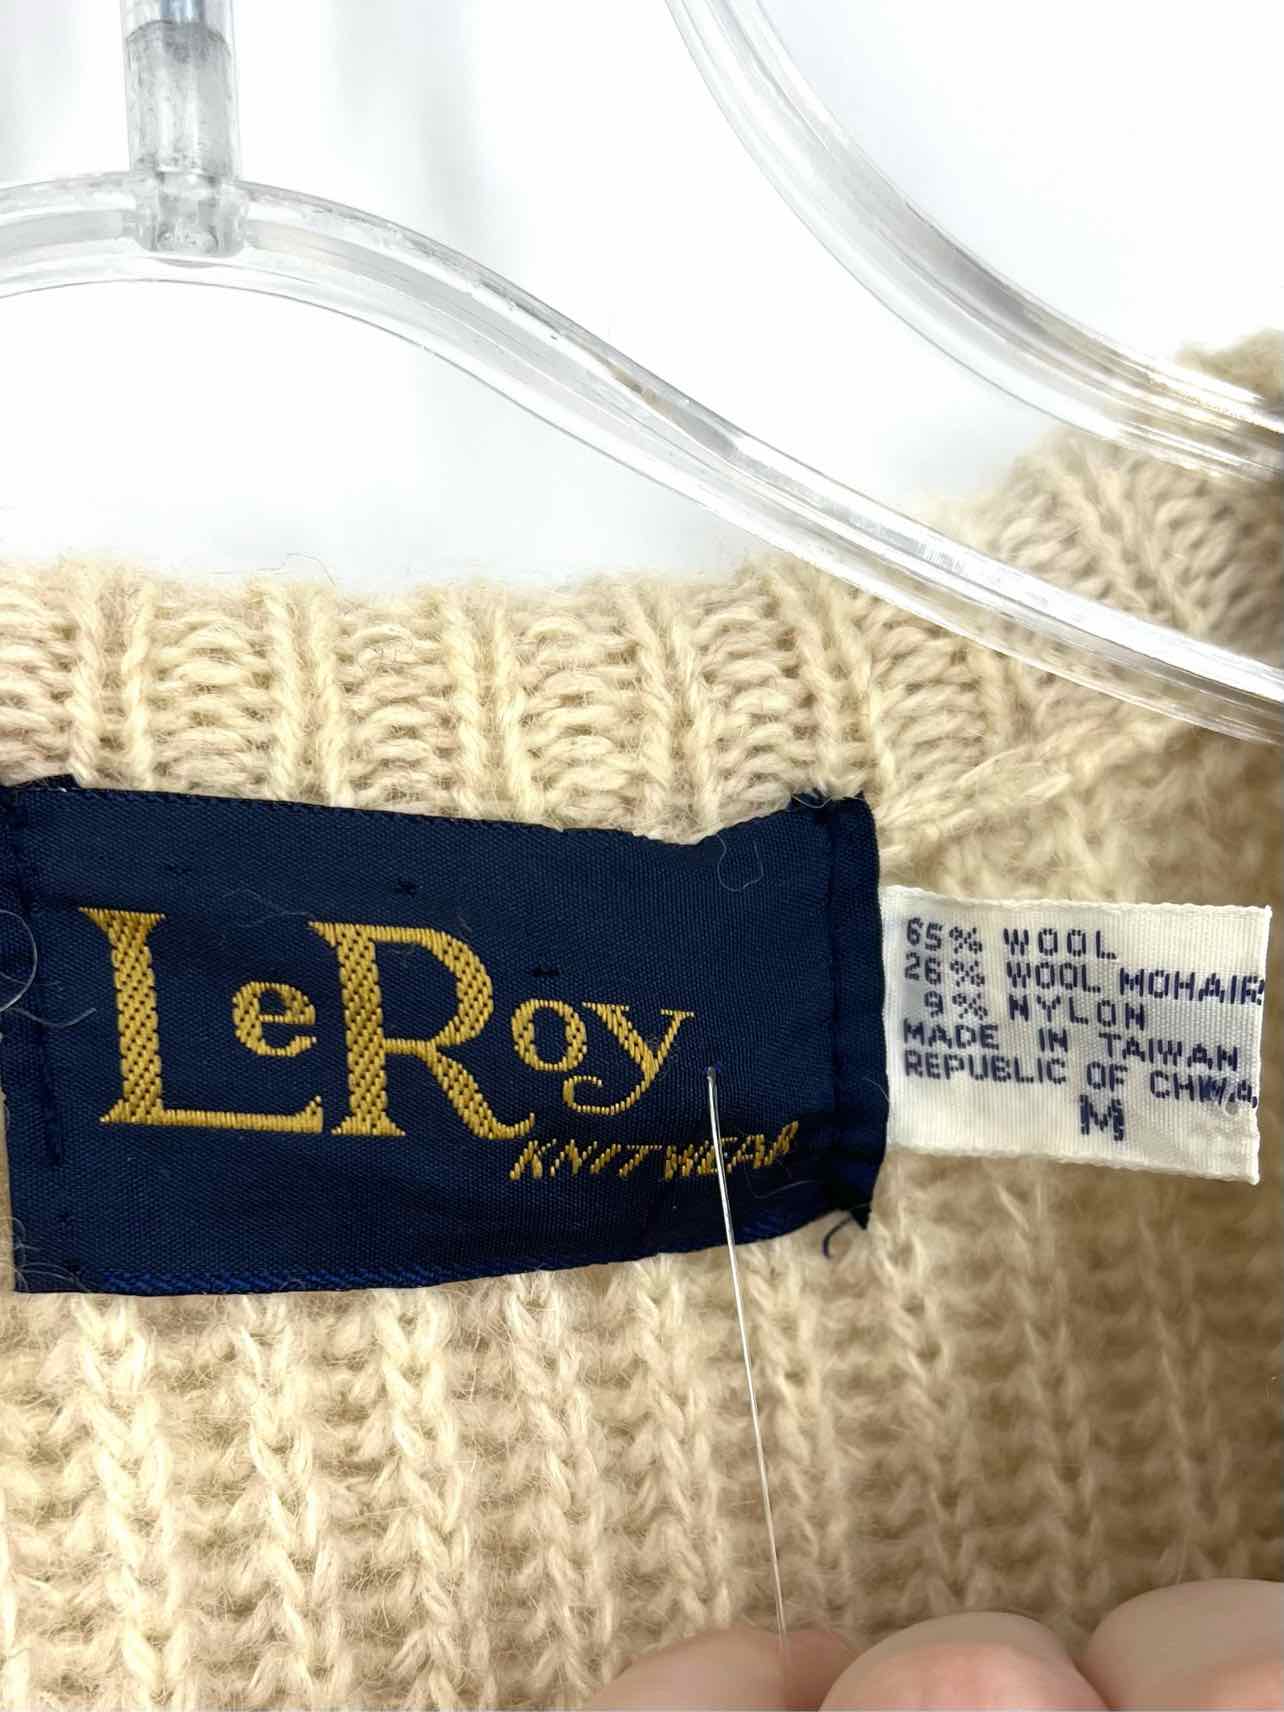 LeRoy
KNITWEAR
65% WOOL
26% WOOL MOHAIR
9% NYLON
MADE IN TAIWAN
REPUBLIC OF CHINA
M